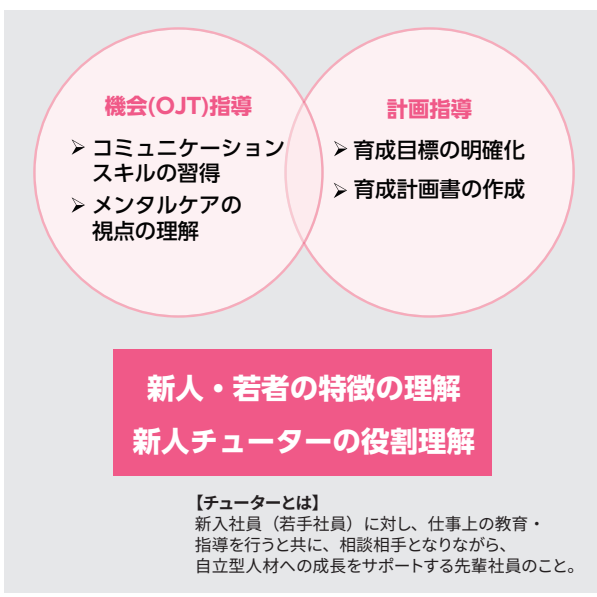 機会(OJT)指導
➢ コミュニケーション
スキルの習得
➢ メンタルケアの
視点の理解
計画指導
➢ 育成目標の明確化
➢ 育成計画書の作成
新人・若者の特徴の理解
新人チューターの役割理解
【チューターとは】
新入社員（若手社員）に対し、仕事上の教育・
指導を行うと共に、相談相手となりながら、
自立型人材への成長をサポートする先輩社員のこと。